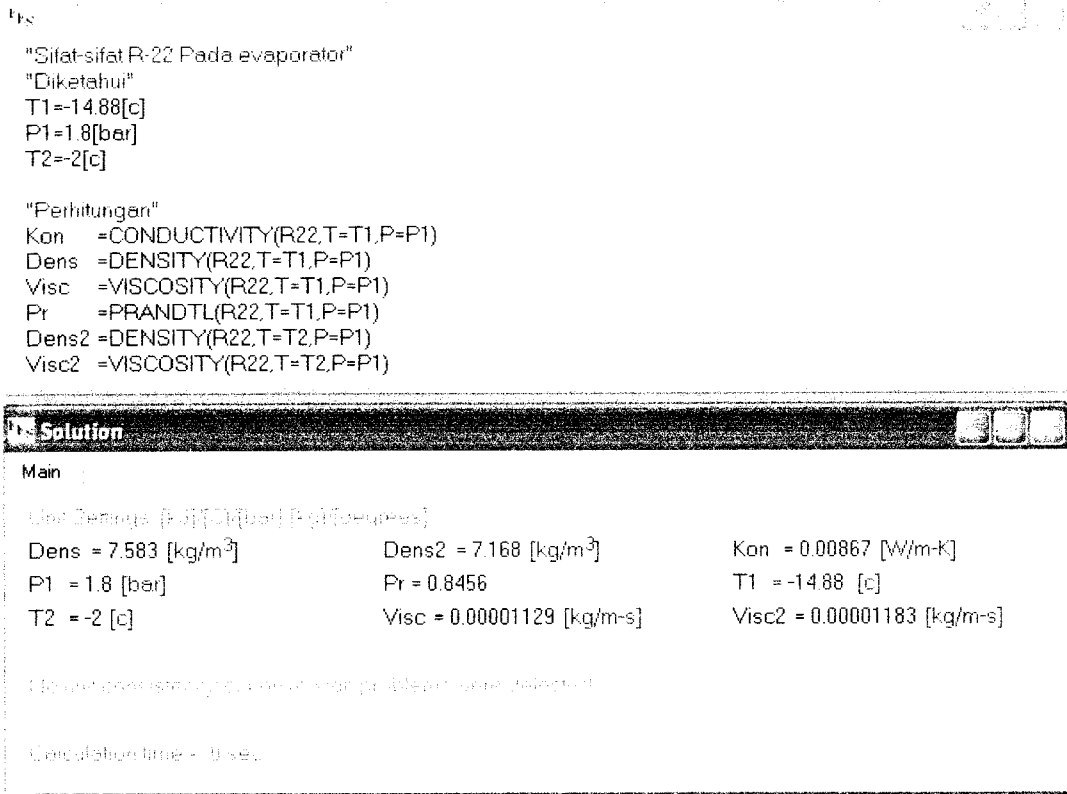 "Sifat-sifat R-22 Pada evaporator"
"Diketahui"
T1=-14.88[c]
P1=1.8[bar]
T2=-2[c]
"Perhitungan"
Kon =CONDUCTIVITY(R22,T=T1,P=P1)
Dens =DENSITY(R22,T=T1,P=P1)
Visc =VISCOSITY(R22,T=T1,P=P1)
Pr =PRANDTL(R22,T=T1,P=P1)
Dens2 =DENSITY(R22,T=T2,P=P1)
Visc2 =VISCOSITY(R22,T=T2,P=P1)
Solution
Main
Dens = 7.583 [kg/m³] Dens2 = 7.168 [kg/m³] Kon = 0.00867 [W/m-K]
P1 = 1.8 [bar] Pr = 0.8456 T1 = -14.88 [c]
T2 = -2 [c] Visc = 0.00001129 [kg/m-s] Visc2 = 0.00001183 [kg/m-s]
Calculation time = 0 sec